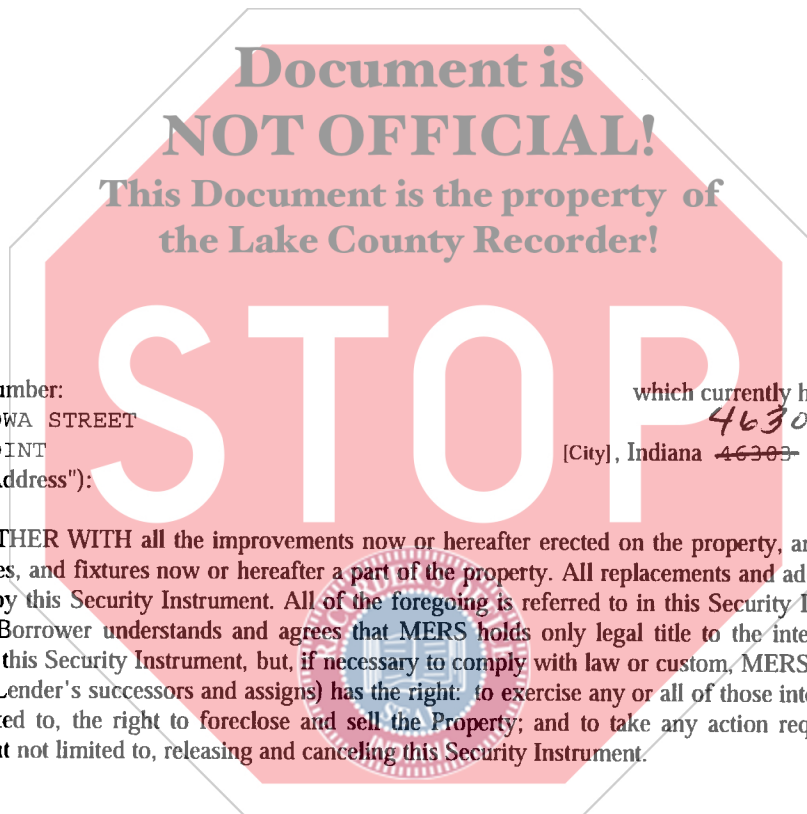 Document is
NOT OFFICIAL!
This Document is the property of
the Lake County Recorder!
STOP
umber: which currently h
OWA STREET 4630
OINT [City], Indiana 46303
Address"):
THER WITH all the improvements now or hereafter erected on the property, an
es, and fixtures now or hereafter a part of the property. All replacements and ad
by this Security Instrument. All of the foregoing is referred to in this Security I
Borrower understands and agrees that MERS holds only legal title to the inte
this Security Instrument, but, if necessary to comply with law or custom, MERS
Lender's successors and assigns) has the right: to exercise any or all of those inte
ted to, the right to foreclose and sell the Property; and to take any action req
ut not limited to, releasing and canceling this Security Instrument.
SEAL